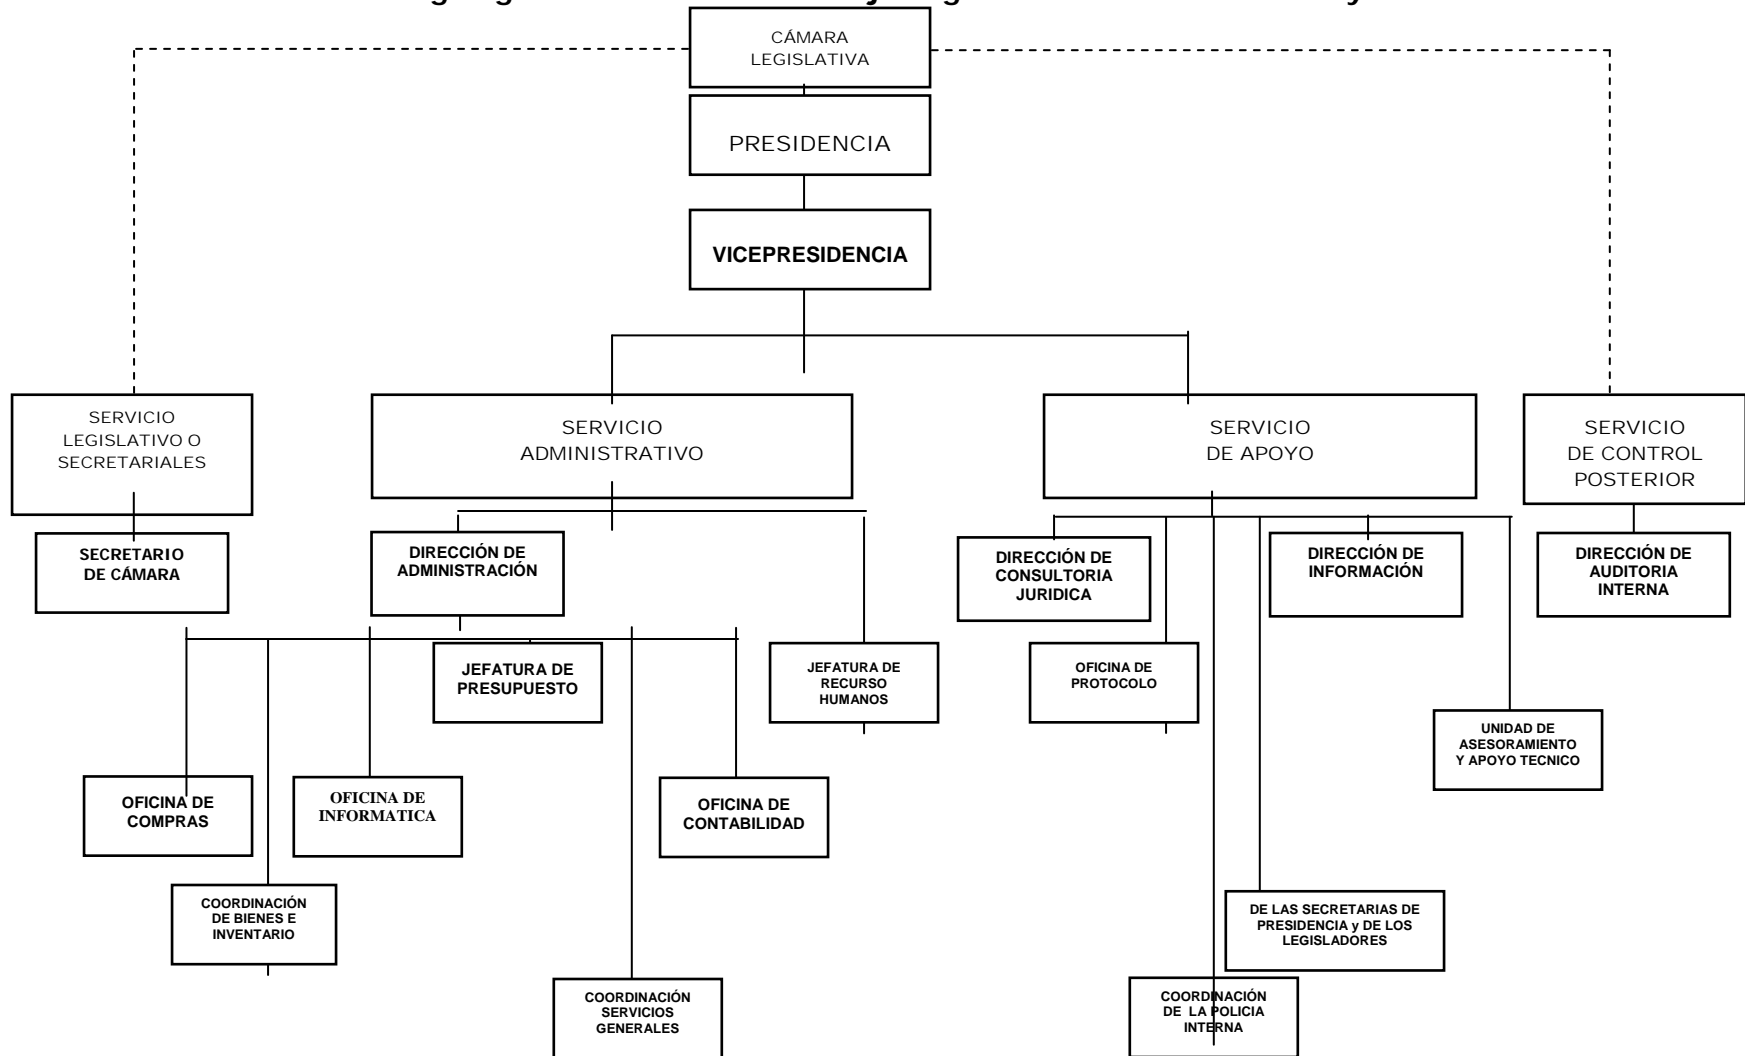 CÁMARA
LEGISLATIVA
PRESIDENCIA
VICEPRESIDENCIA
SERVICIO
LEGISLATIVO O
SECRETARIALES
SERVICIO
ADMINISTRATIVO
SERVICIO
DE APOYO
SERVICIO
DE CONTROL
POSTERIOR
SECRETARIO
DE CÁMARA
DIRECCIÓN DE
ADMINISTRACIÓN
DIRECCIÓN DE
CONSULTORIA
JURIDICA
DIRECCIÓN DE
INFORMACIÓN
DIRECCIÓN DE
AUDITORIA
INTERNA
JEFATURA DE
PRESUPUESTO
JEFATURA DE
RECURSO
HUMANOS
OFICINA DE
PROTOCOLO
UNIDAD DE
ASESORAMIENTO
Y APOYO TECNICO
OFICINA DE
COMPRAS
OFICINA DE
INFORMATICA
OFICINA DE
CONTABILIDAD
COORDINACIÓN
DE BIENES E
INVENTARIO
DE LAS SECRETARIAS DE
PRESIDENCIA y DE LOS
LEGISLADORES
COORDINACIÓN
SERVICIOS
GENERALES
COORDINACIÓN
DE LA POLICIA
INTERNA